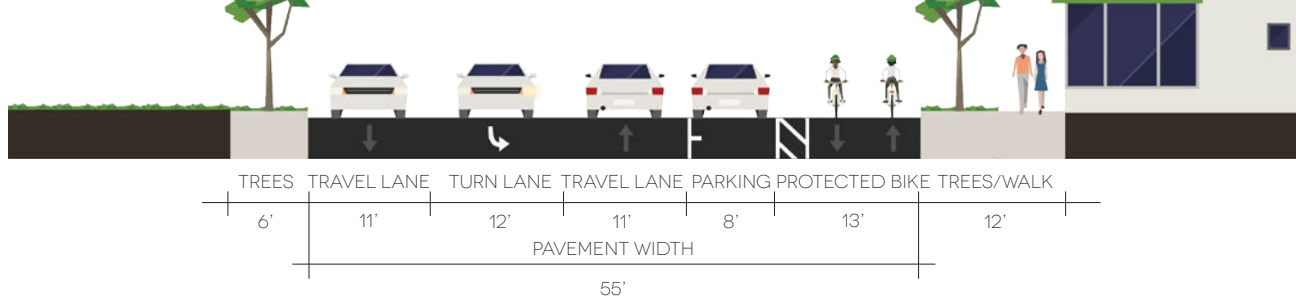 TREES TRAVEL LANE TURN LANE TRAVEL LANE PARKING PROTECTED BIKE TREES/WALK
6’ 11’ 12’ 11’ 8’ 13’ 12’
PAVEMENT WIDTH
55’